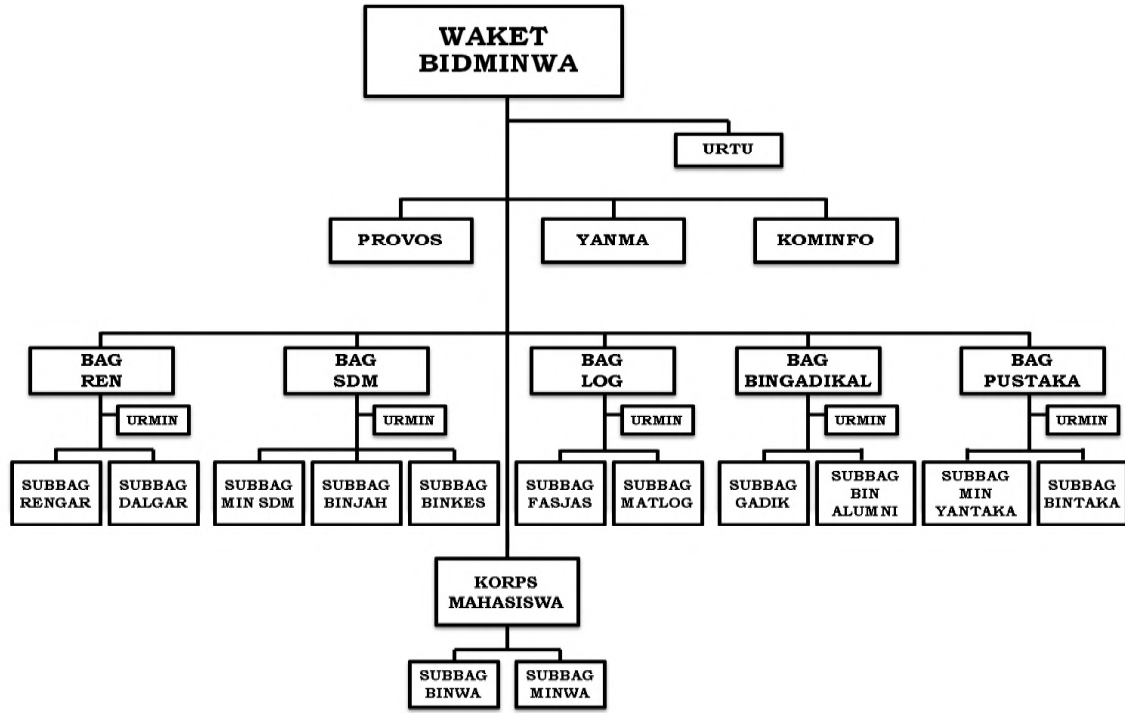 WAKET
BIDMINWA
URTU
PROVOS
YANMA
KOMINFO
BAG
REN
BAG
SDM
BAG
LOG
BAG
BINGADIKAL
BAG
PUSTAKA
URMIN
URMIN
URMIN
URMIN
URMIN
SUBBAG
RENGAR
SUBBAG
DALGAR
SUBBAG
MIN SDM
SUBBAG
BINJAH
SUBBAG
BINKES
SUBBAG
FASJAS
SUBBAG
MATLOG
SUBBAG
GADIK
SUBBAG
BIN
ALUMNI
SUBBAG
MIN
YANTAKA
SUBBAG
BINTAKA
KORPS
MAHASISWA
SUBBAG
BINWA
SUBBAG
MINWA